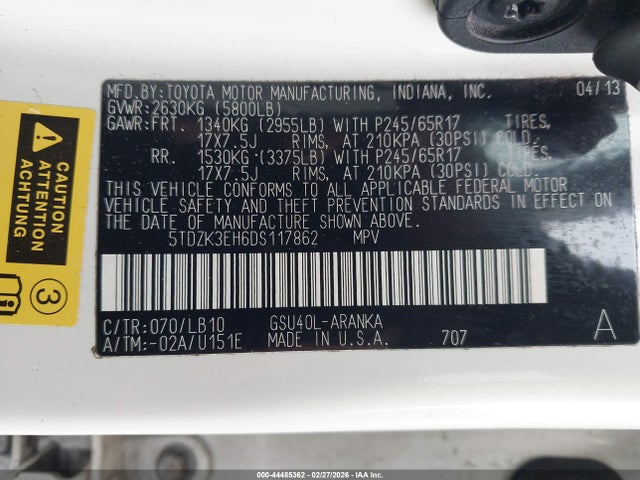 MFD.BY:TOYOTA MOTOR MANUFACTURING, INDIANA, INC. 04/13
GVWR:2630KG (5800LB)
GAWR:FRT. 1340KG (2955LB) WITH P245/65R17 TIRES,
17X7.5J RIMS, AT 210KPA (30PSI) COLD.
RR. 1530KG (3375LB) WITH P245/65R17 TIRES,
17X7.5J RIMS, AT 210KPA (30PSI) COLD.
THIS VEHICLE CONFORMS TO ALL APPLICABLE FEDERAL MOTOR
VEHICLE SAFETY AND THEFT PREVENTION STANDARDS IN EFFECT ON
THE DATE OF MANUFACTURE SHOWN ABOVE.
5TDZK3EH6DS117862 MPV
C/TR:070/LB10 GSU40L-ARANKA A
A/TM:-02A/U151E MADE IN U.S.A. 707
3
000-44485362 | 02/27/2026 - IAA Inc.